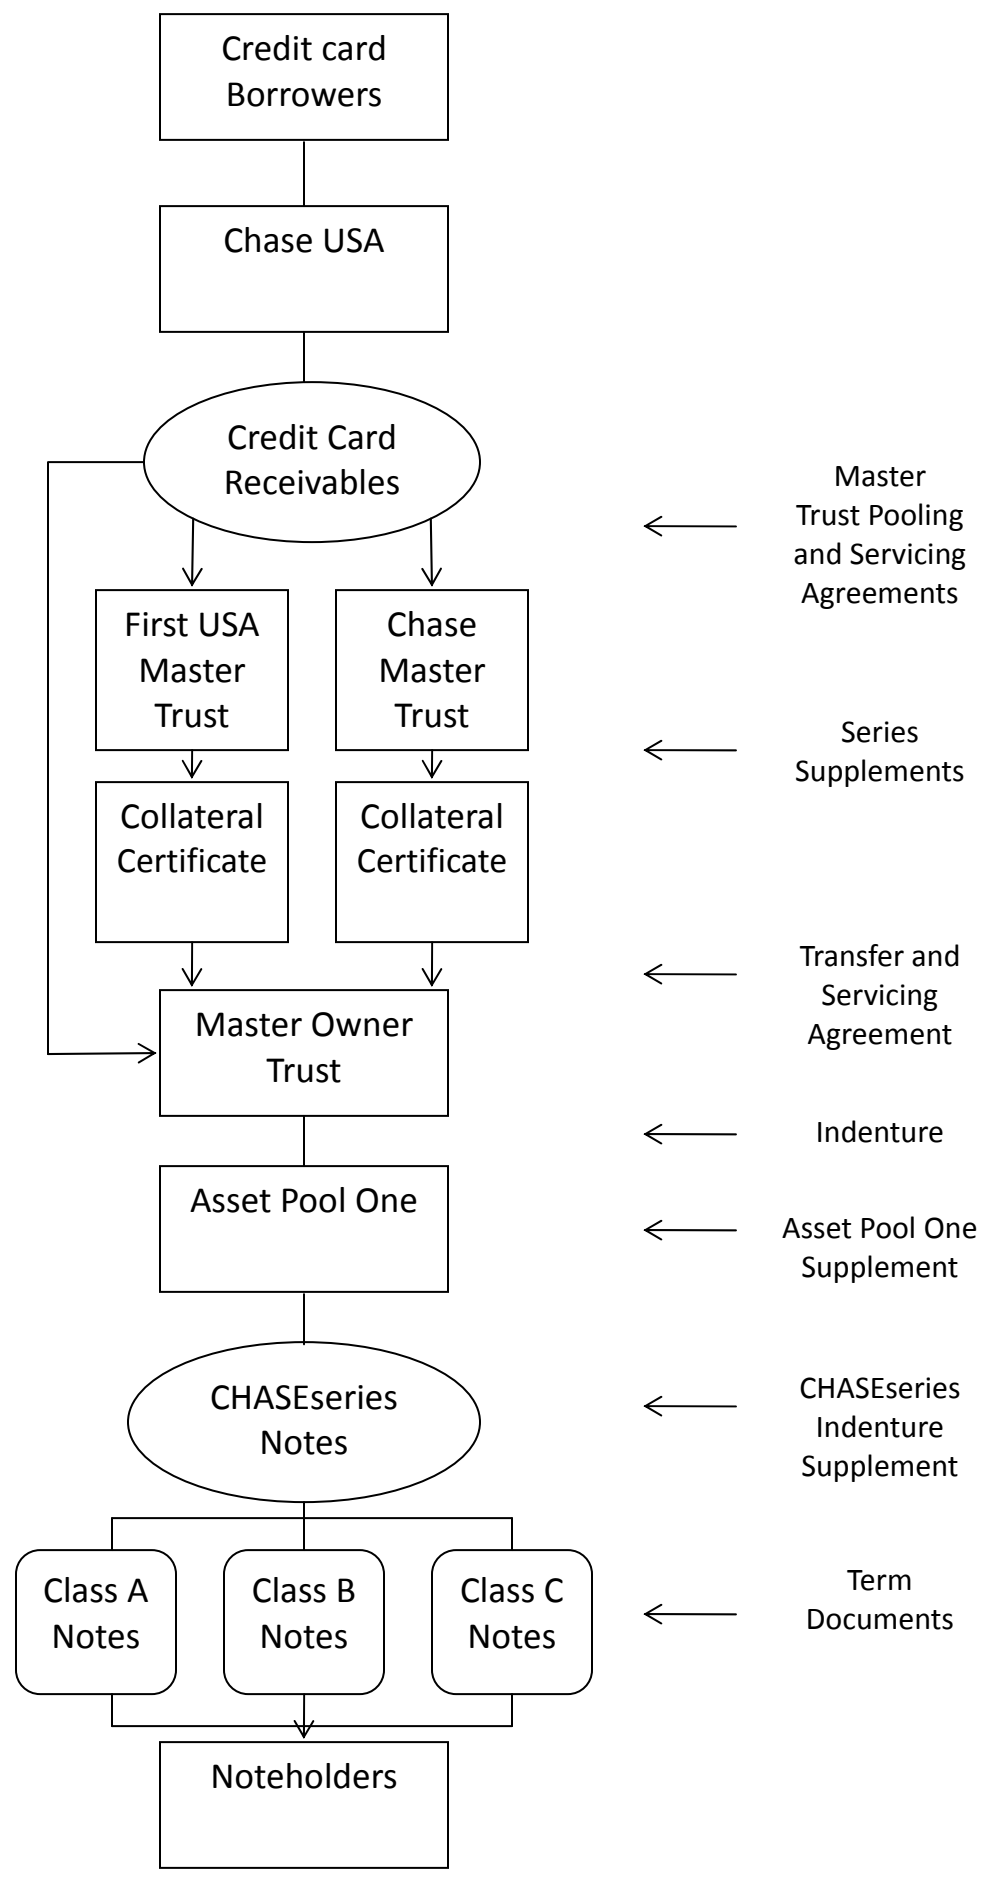 Credit card
Borrowers
Chase USA
Credit Card
Receivables
Master
Trust Pooling
and Servicing
Agreements
First USA
Master
Trust
Chase
Master
Trust
Series
Supplements
Collateral
Certificate
Collateral
Certificate
Transfer and
Servicing
Agreement
Master Owner
Trust
Indenture
Asset Pool One
Asset Pool One
Supplement
CHASEseries
Notes
CHASEseries
Indenture
Supplement
Class A
Notes
Class B
Notes
Class C
Notes
Term
Documents
Noteholders